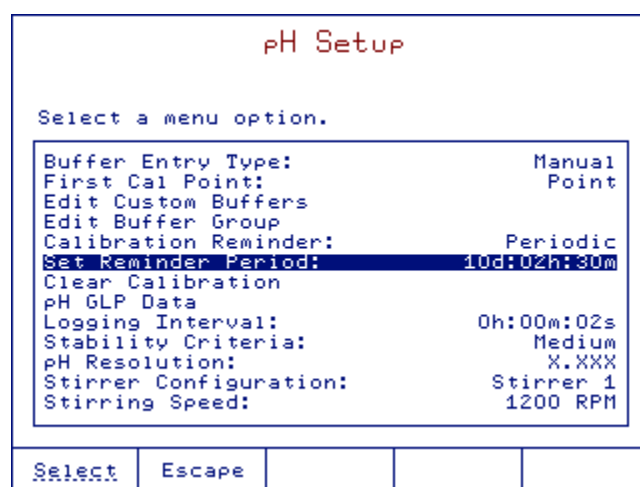 pH Setup
Select a menu option.
Buffer Entry Type: Manual
First Cal Point: Point
Edit Custom Buffers
Edit Buffer Group
Calibration Reminder: Periodic
Set Reminder Period: 10d:02h:30m
Clear Calibration
pH GLP Data
Logging Interval: 0h:00m:02s
Stability Criteria: Medium
pH Resolution: X.XXX
Stirrer Configuration: Stirrer 1
Stirring Speed: 1200 RPM
Select Escape